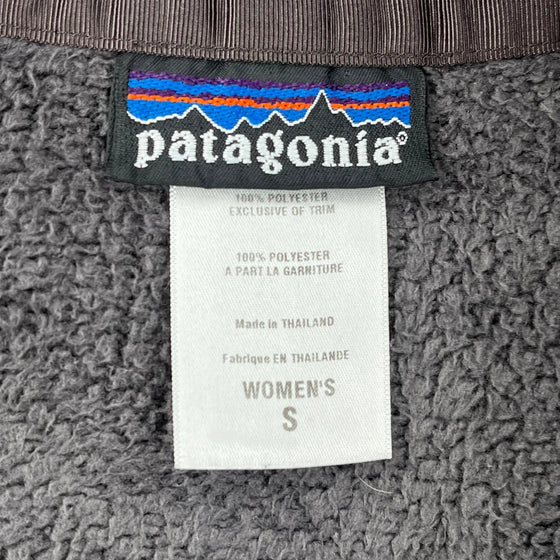 patagonia®
100% POLYESTER
EXCLUSIVE OF TRIM
100% POLYESTER
A PART LA GARNITURE
Made in THAILAND
Fabrique EN THAILANDE
WOMEN'S
S